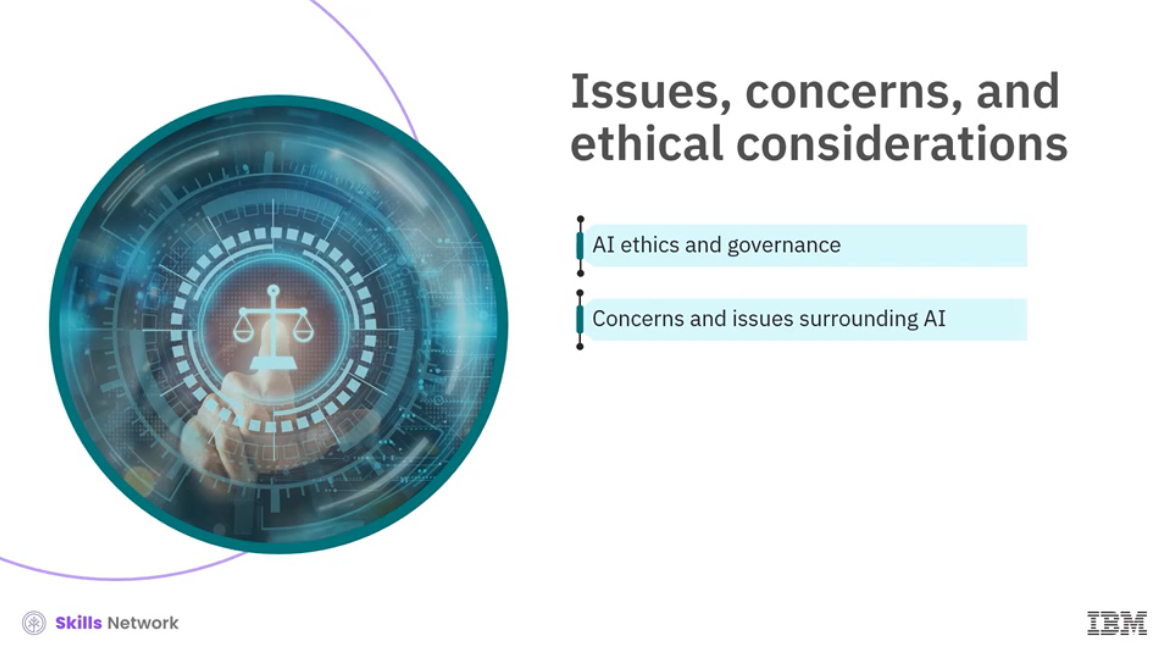 Issues, concerns, and
ethical considerations
AI ethics and governance
Concerns and issues surrounding AI
Skills Network
IBM